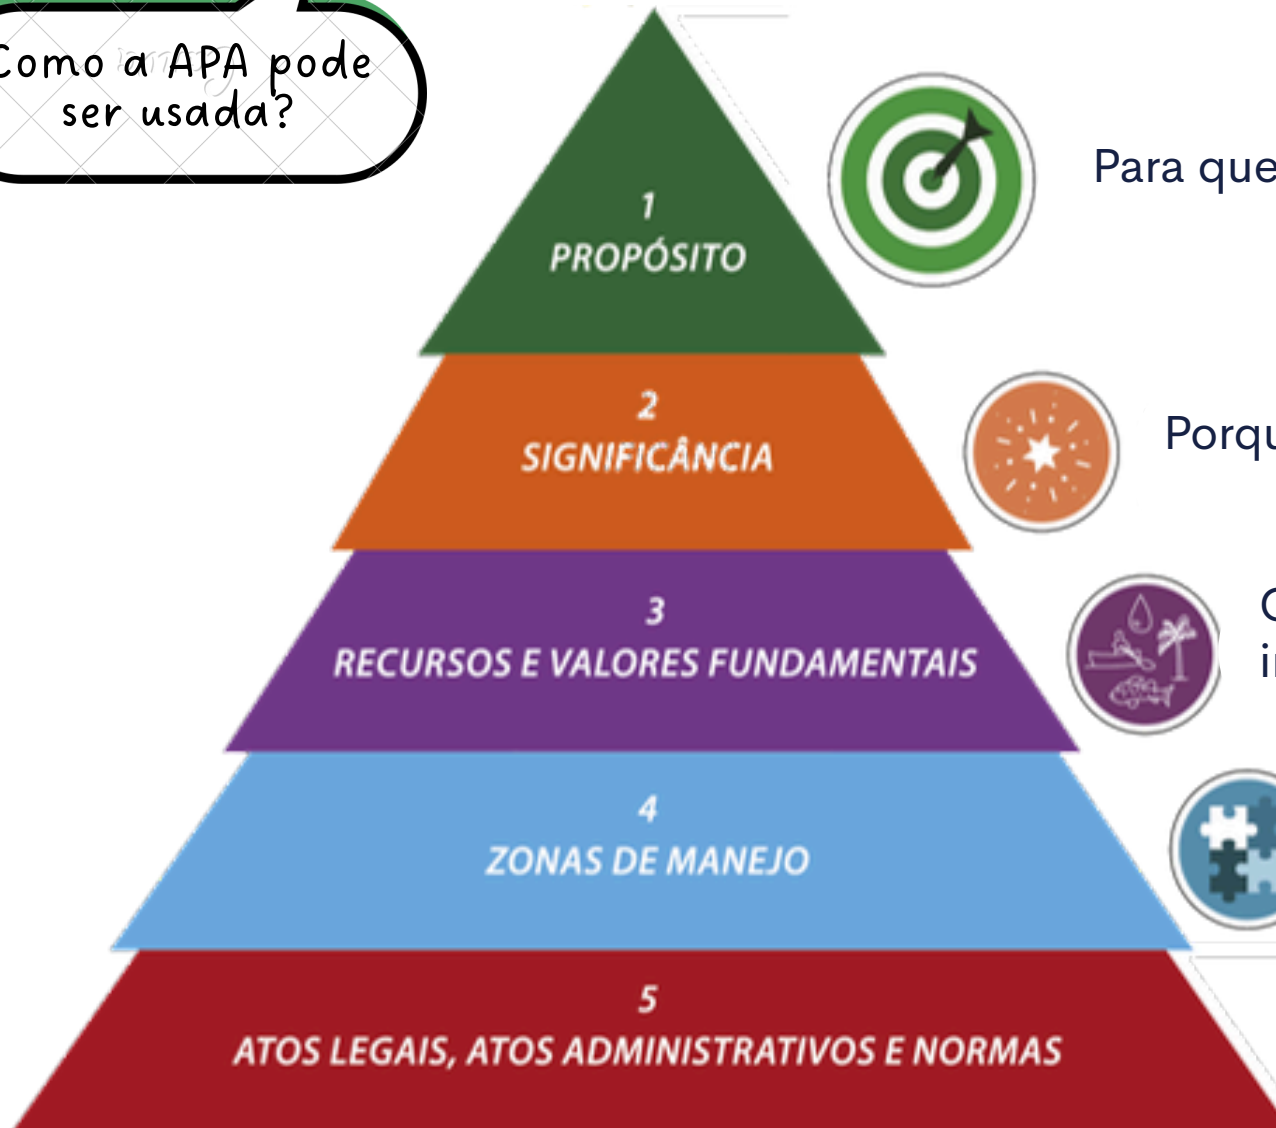 Como a APA pode
ser usada?
1
PROPÓSITO
Para que
2
SIGNIFICÂNCIA
3
RECURSOS E VALORES FUNDAMENTAIS
4
ZONAS DE MANEJO
5
ATOS LEGAIS, ATOS ADMINISTRATIVOS E NORMAS